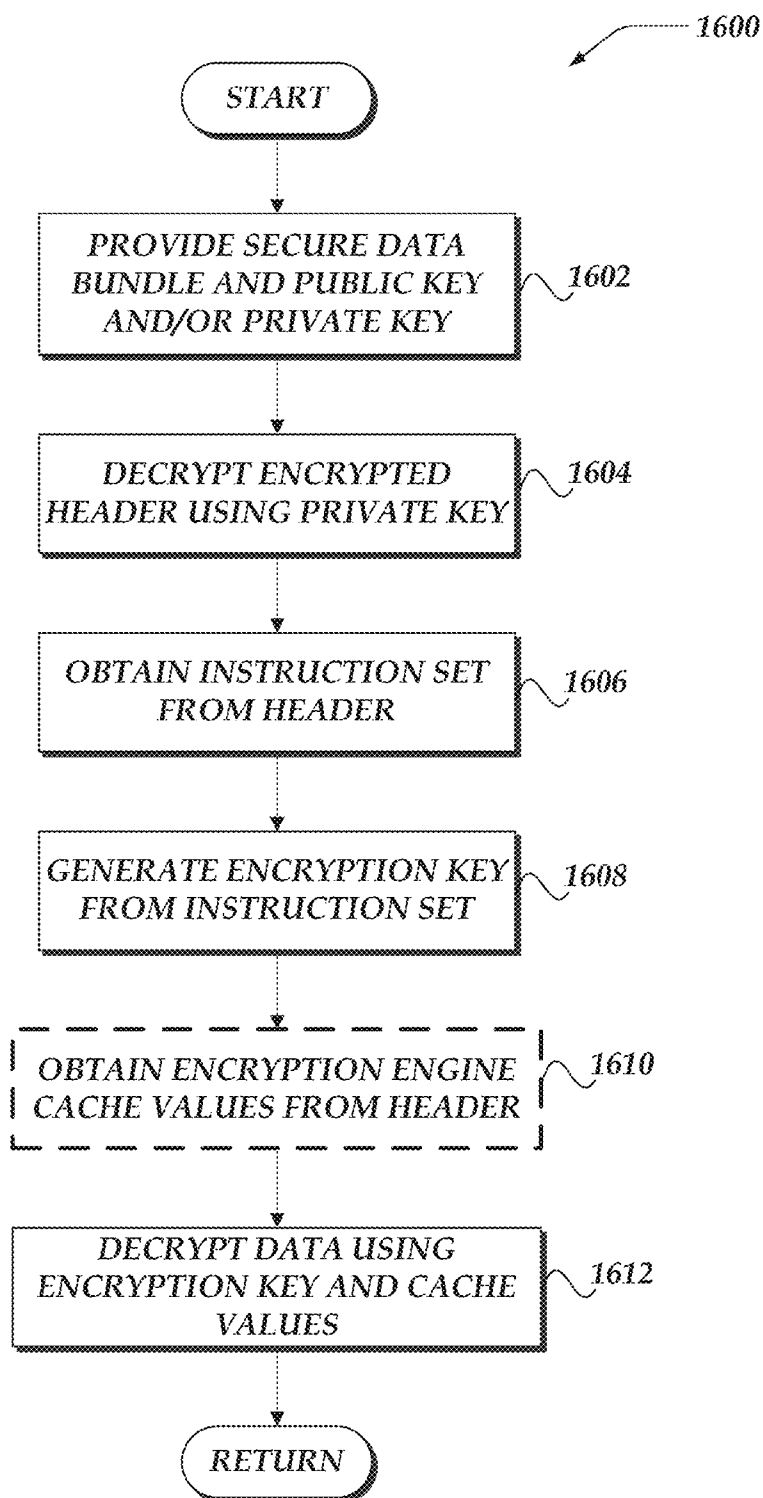 1600
START
PROVIDE SECURE DATA
BUNDLE AND PUBLIC KEY
AND/OR PRIVATE KEY
1602
DECRYPT ENCRYPTED
HEADER USING PRIVATE KEY
1604
OBTAIN INSTRUCTION SET
FROM HEADER
1606
GENERATE ENCRYPTION KEY
FROM INSTRUCTION SET
1608
OBTAIN ENCRYPTION ENGINE
CACHE VALUES FROM HEADER
1610
DECRYPT DATA USING
ENCRYPTION KEY AND CACHE
VALUES
1612
RETURN